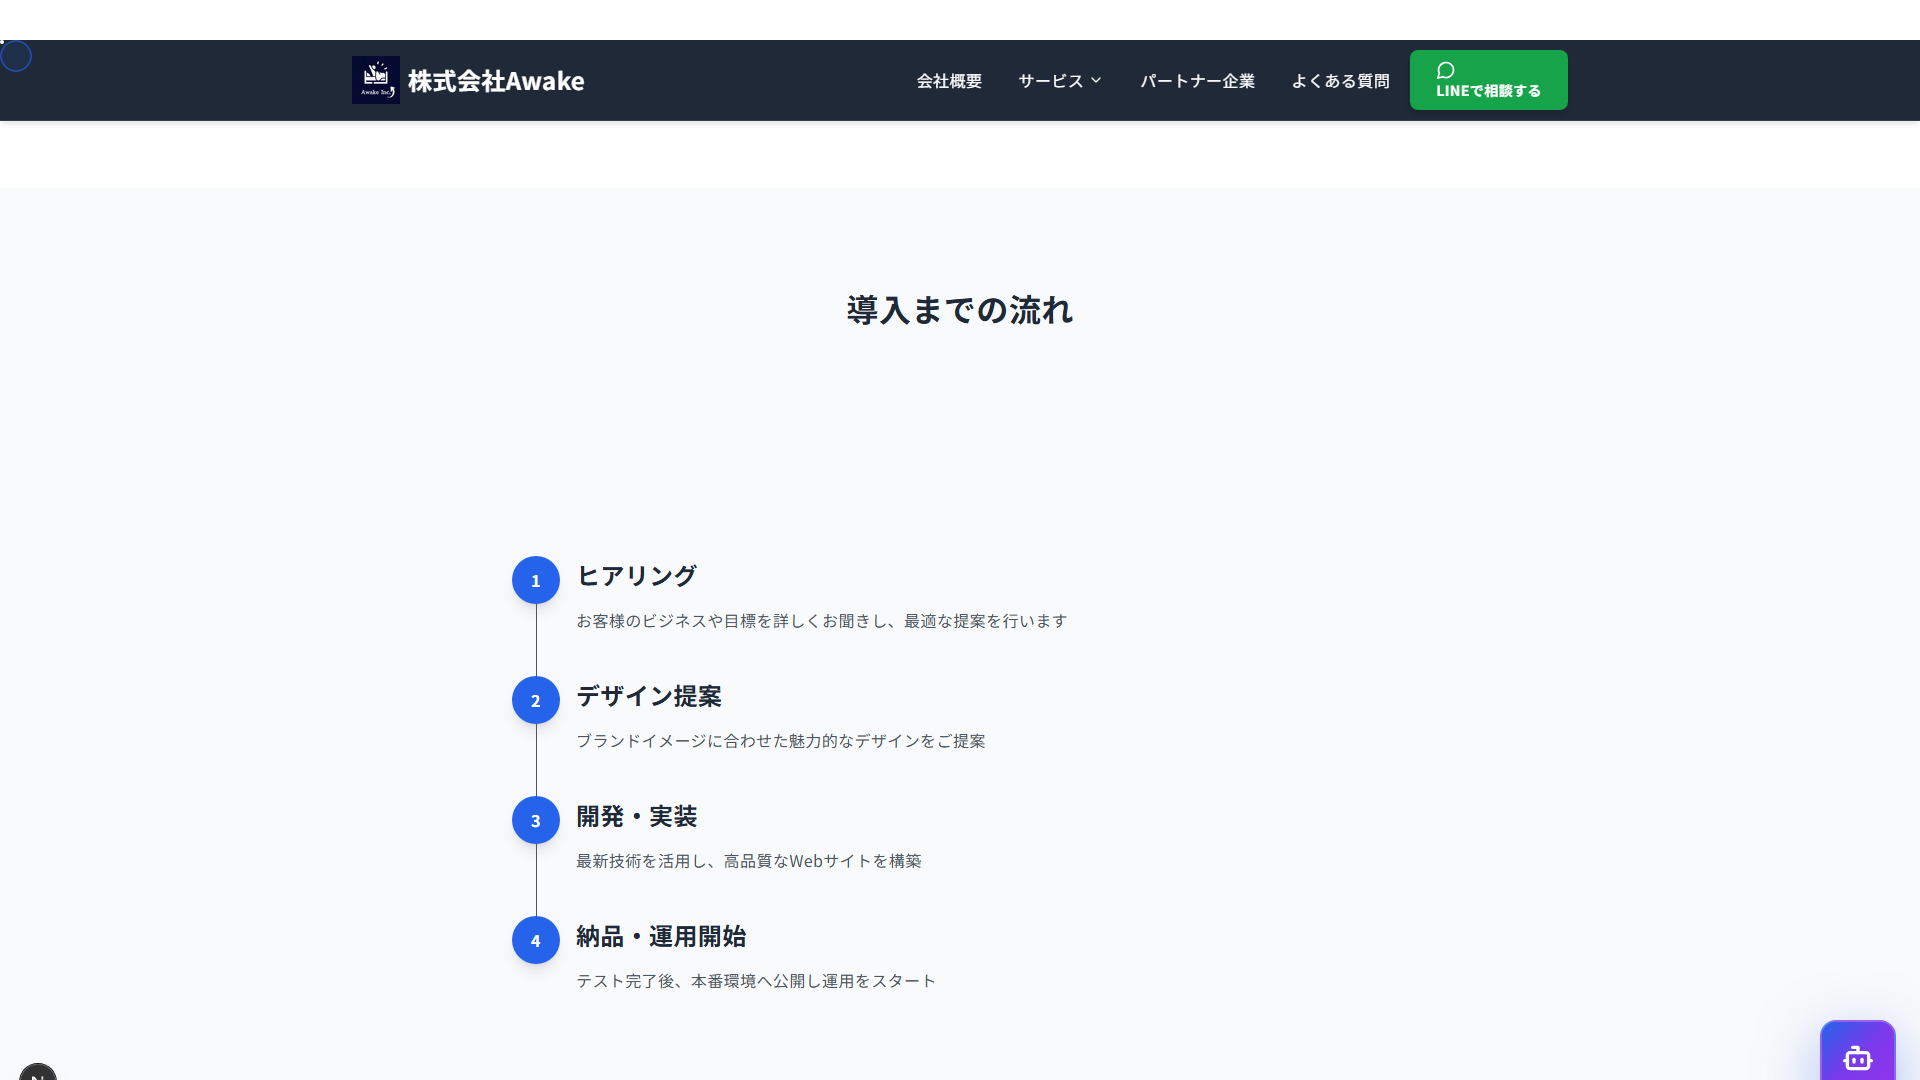 Awake Inc.
株式会社Awake
会社概要
サービス
パートナー企業
よくある質問
LINEで相談する
導入までの流れ
1
ヒアリング
お客様のビジネスや目標を詳しくお聞きし、最適な提案を行います
2
デザイン提案
ブランドイメージに合わせた魅力的なデザインをご提案
3
開発・実装
最新技術を活用し、高品質なWebサイトを構築
4
納品・運用開始
テスト完了後、本番環境へ公開し運用をスタート